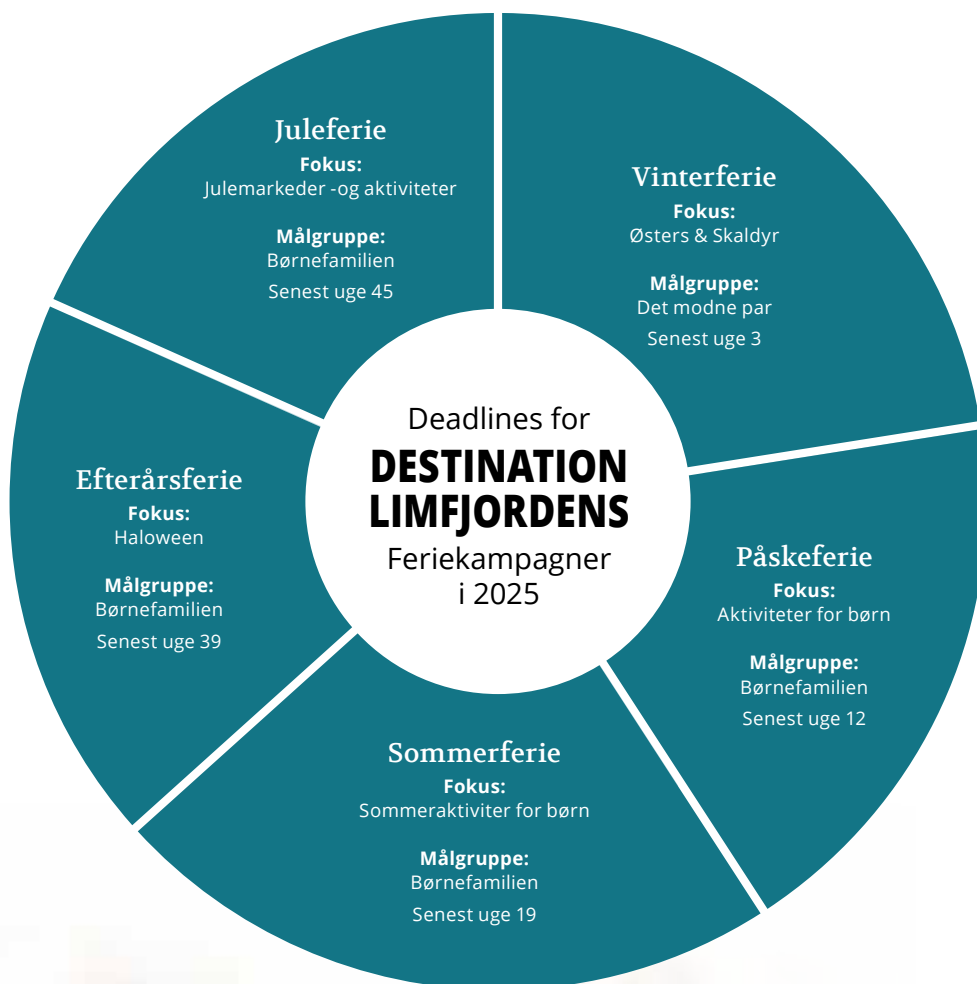 Deadlines for
DESTINATION
LIMFJORDENS
Feriekampagner
i 2025
Vinterferie
Fokus:
Østers & Skaldyr
Målgruppe:
Det modne par
Senest uge 3
Påskeferie
Fokus:
Aktiviteter for børn
Målgruppe:
Børnefamilien
Senest uge 12
Sommerferie
Fokus:
Sommeraktiviter for børn
Målgruppe:
Børnefamilien
Senest uge 19
Efterårsferie
Fokus:
Haloween
Målgruppe:
Børnefamilien
Senest uge 39
Juleferie
Fokus:
Julemarkeder -og aktiviteter
Målgruppe:
Børnefamilien
Senest uge 45